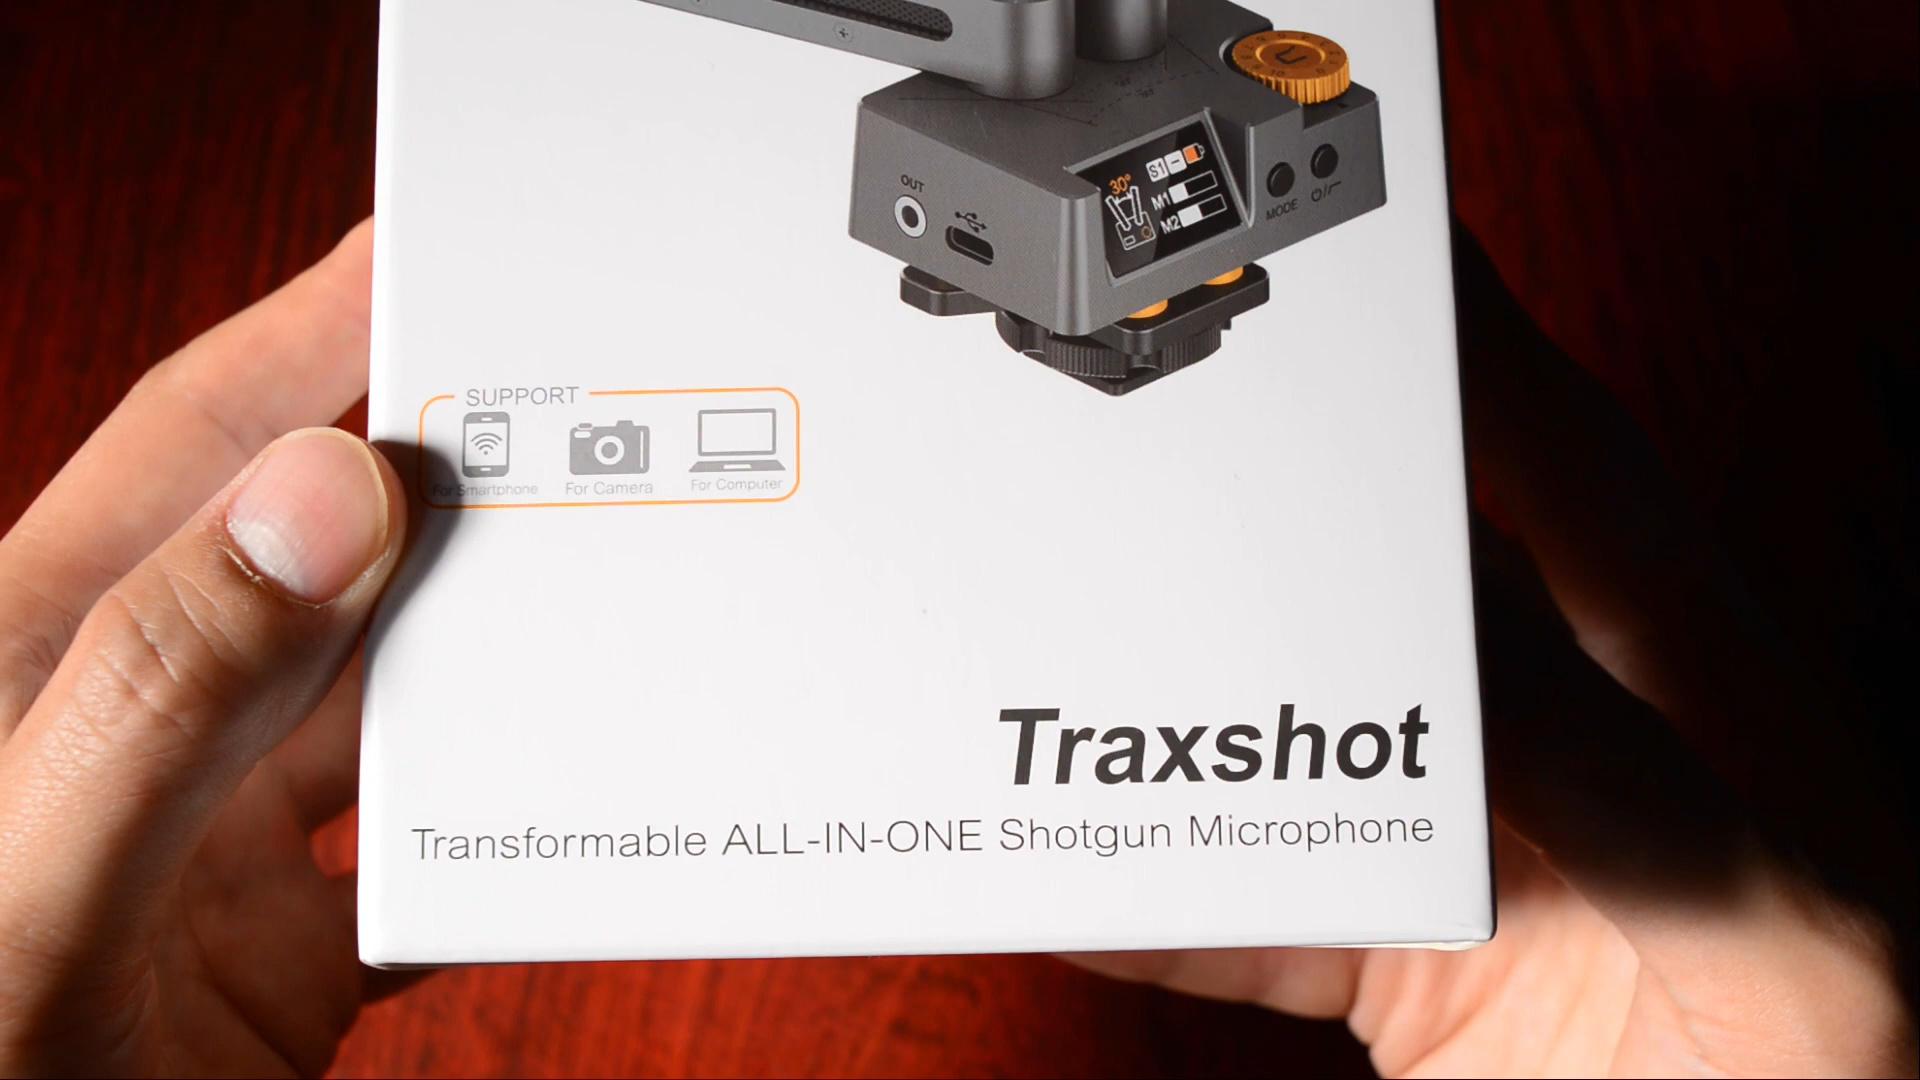 OUT
30°
S1
M1
M2
MODE
SUPPORT
For Smartphone
For Camera
For Computer
Traxshot
Transformable ALL-IN-ONE Shotgun Microphone